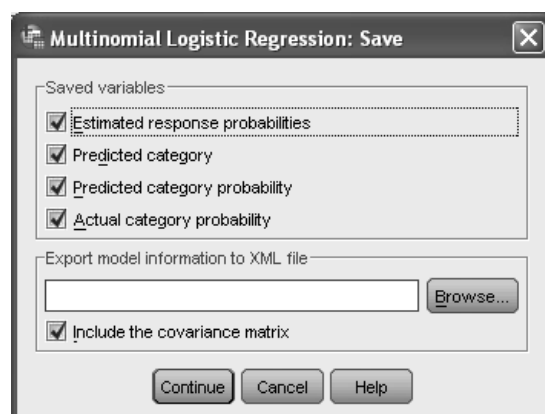 Multinomial Logistic Regression: Save
Saved variables
Estimated response probabilities
Predicted category
Predicted category probability
Actual category probability
Export model information to XML file
Browse...
Include the covariance matrix
Continue Cancel Help